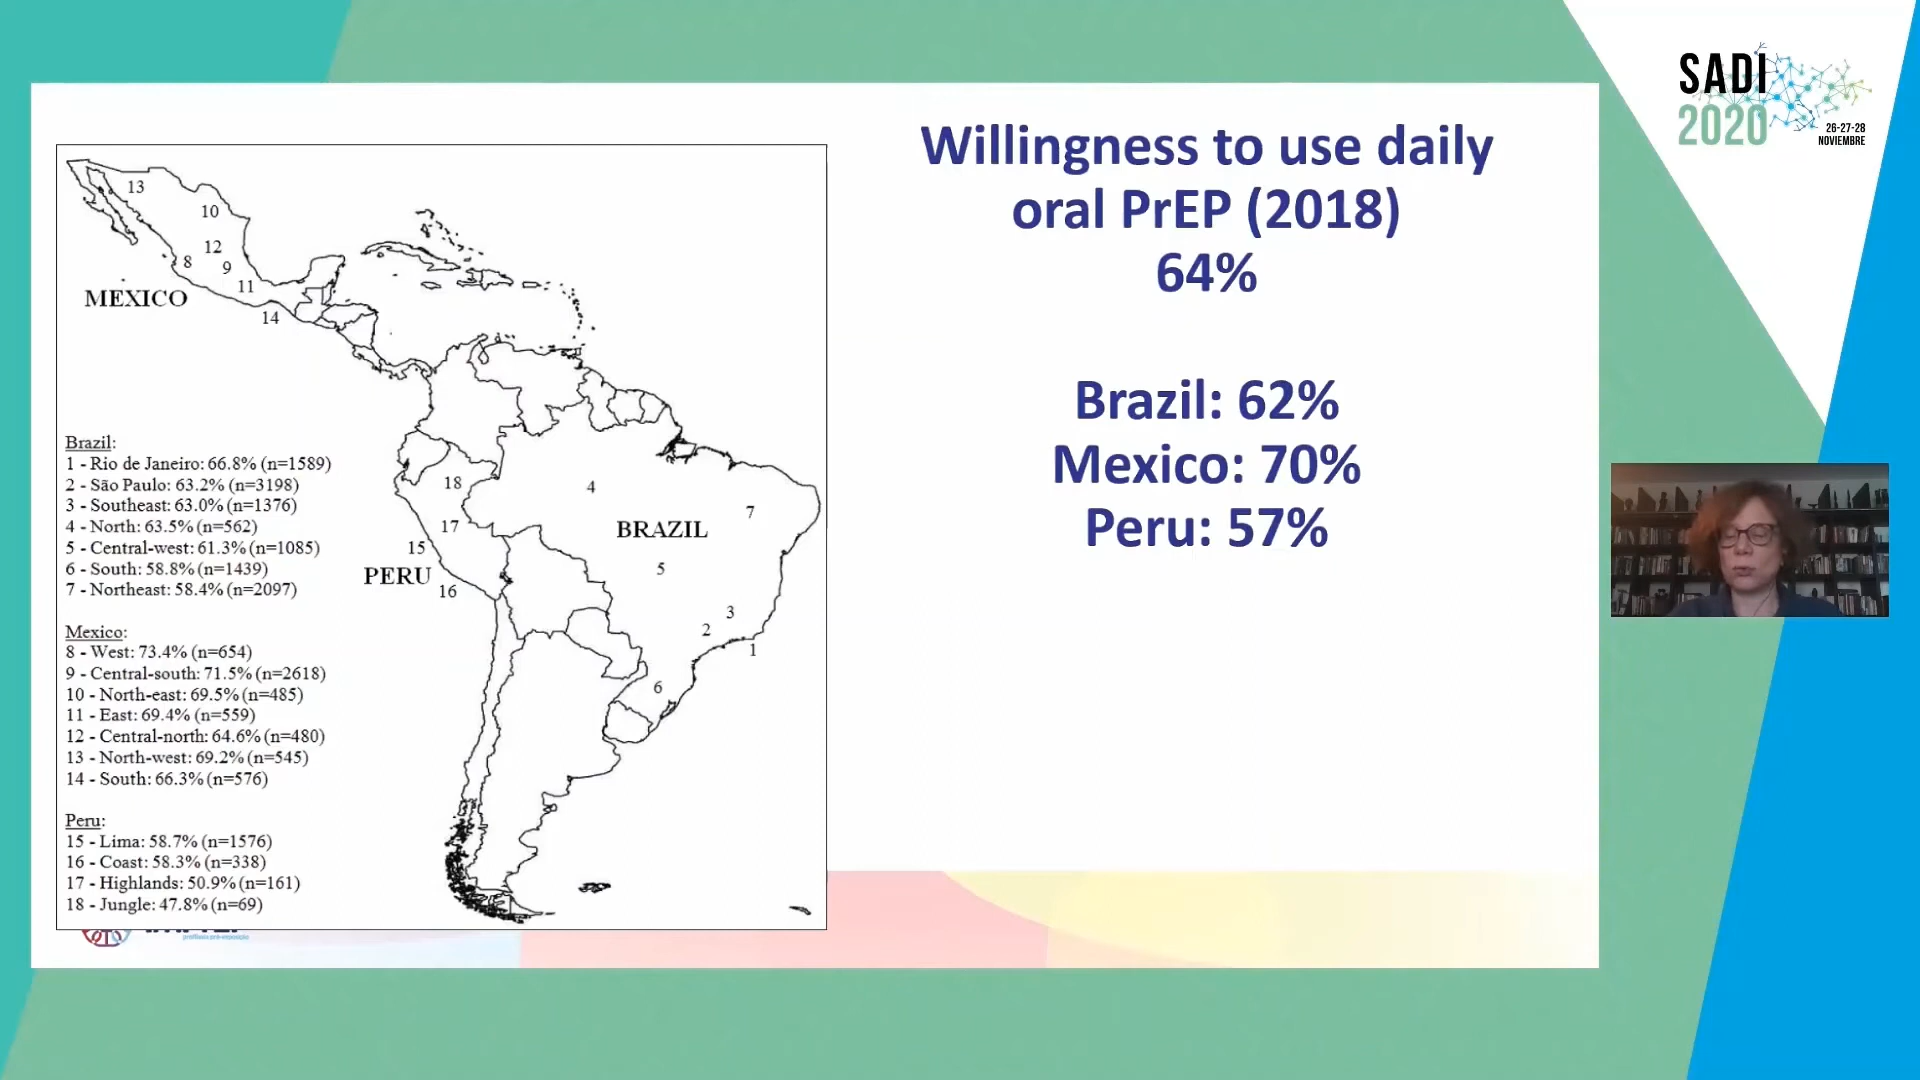 SADI
2020
26-27-28
NOVIEMBRE
Willingness to use daily
oral PrEP (2018)
64%
Brazil: 62%
Mexico: 70%
Peru: 57%
13
10
12
8
9
11
MEXICO
14
18
4
7
17
BRAZIL
15
5
PERU
16
3
2
1
6
Brazil:
1 - Rio de Janeiro: 66.8% (n=1589)
2 - São Paulo: 63.2% (n=3198)
3 - Southeast: 63.0% (n=1376)
4 - North: 63.5% (n=562)
5 - Central-west: 61.3% (n=1085)
6 - South: 58.8% (n=1439)
7 - Northeast: 58.4% (n=2097)
Mexico:
8 - West: 73.4% (n=654)
9 - Central-south: 71.5% (n=2618)
10 - North-east: 69.5% (n=485)
11 - East: 69.4% (n=559)
12 - Central-north: 64.6% (n=480)
13 - North-west: 69.2% (n=545)
14 - South: 66.3% (n=576)
Peru:
15 - Lima: 58.7% (n=1576)
16 - Coast: 58.3% (n=338)
17 - Highlands: 50.9% (n=161)
18 - Jungle: 47.8% (n=69)